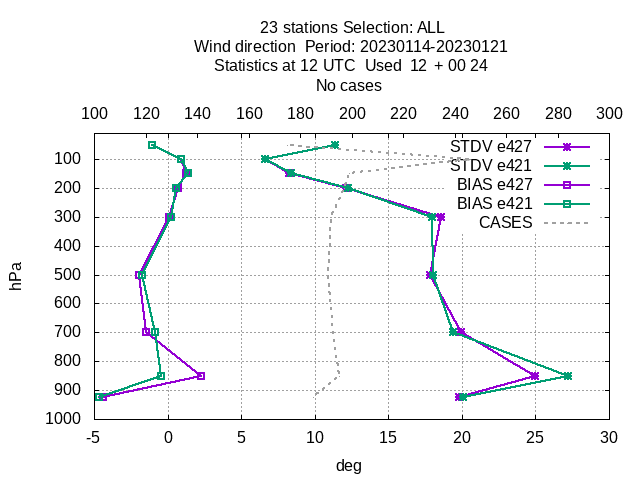 23 stations Selection: ALL
Wind direction  Period: 20230114-20230121
Statistics at 12 UTC  Used  12 + 00 24
No cases
100 120 140 160 180 200 220 240 260 280 300
STDV e427
STDV e421
BIAS e427
BIAS e421
CASES
100
200
300
400
500
600
700
800
900
1000
hPa
-5 0 5 10 15 20 25 30
deg